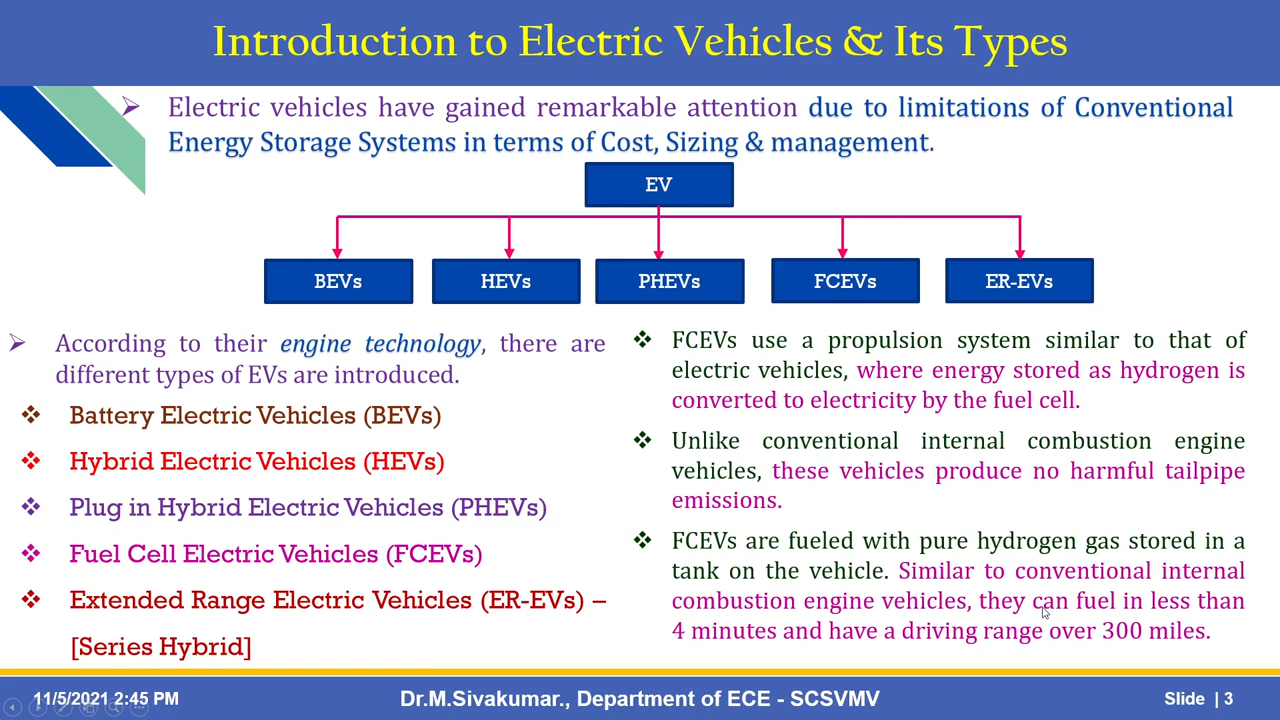 Introduction to Electric Vehicles & Its Types
Electric vehicles have gained remarkable attention due to limitations of Conventional
Energy Storage Systems in terms of Cost, Sizing & management.
EV
BEVs
HEVs
PHEVs
FCEVs
ER-EVs
According to their engine technology, there are
different types of EVs are introduced.
Battery Electric Vehicles (BEVs)
Hybrid Electric Vehicles (HEVs)
Plug in Hybrid Electric Vehicles (PHEVs)
Fuel Cell Electric Vehicles (FCEVs)
Extended Range Electric Vehicles (ER-EVs) –
[Series Hybrid]
FCEVs use a propulsion system similar to that of
electric vehicles, where energy stored as hydrogen is
converted to electricity by the fuel cell.
Unlike conventional internal combustion engine
vehicles, these vehicles produce no harmful tailpipe
emissions.
FCEVs are fueled with pure hydrogen gas stored in a
tank on the vehicle. Similar to conventional internal
combustion engine vehicles, they can fuel in less than
4 minutes and have a driving range over 300 miles.
11/5/2021 2:45 PM
Dr.M.Sivakumar., Department of ECE - SCSVMV
Slide | 3